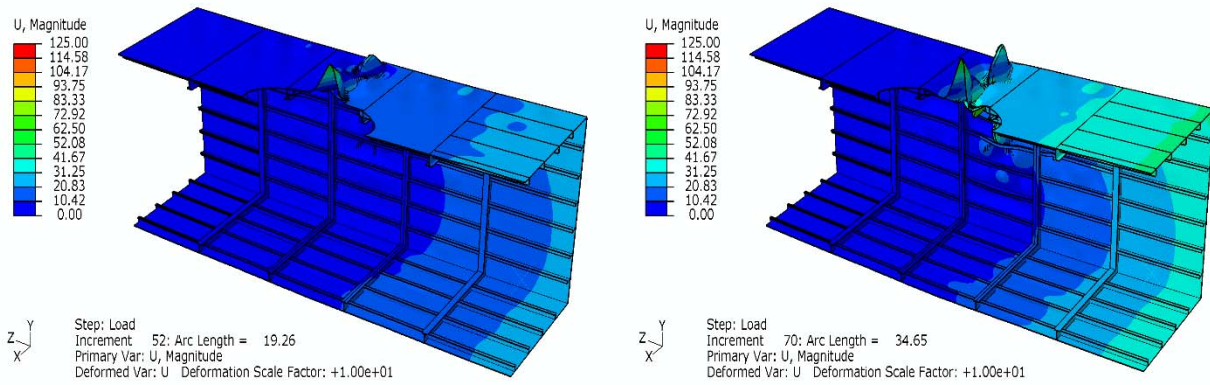 U, Magnitude
125.00
114.58
104.17
93.75
83.33
72.92
62.50
52.08
41.67
31.25
20.83
10.42
0.00
Y
Z
X
Step: Load
Increment 52: Arc Length = 19.26
Primary Var: U, Magnitude
Deformed Var: U Deformation Scale Factor: +1.00e+01
U, Magnitude
125.00
114.58
104.17
93.75
83.33
72.92
62.50
52.08
41.67
31.25
20.83
10.42
0.00
Y
Z
X
Step: Load
Increment 70: Arc Length = 34.65
Primary Var: U, Magnitude
Deformed Var: U Deformation Scale Factor: +1.00e+01